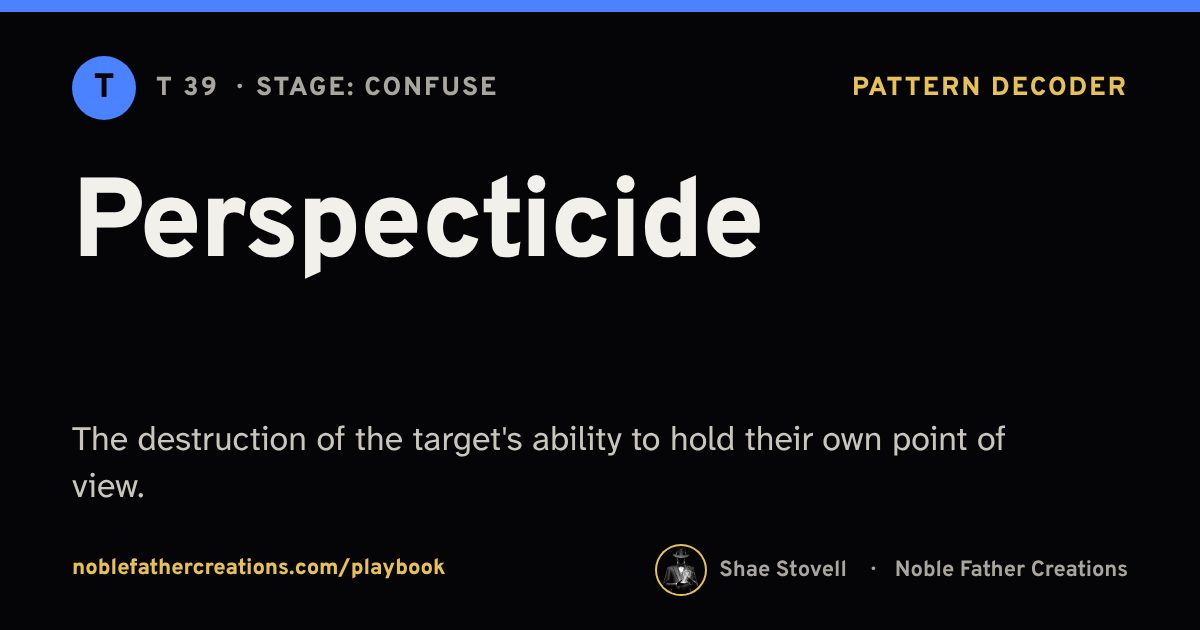 T
T 39 · STAGE: CONFUSE
PATTERN DECODER
Perspecticide
The destruction of the target's ability to hold their own point of
view.
noblefathercreations.com/playbook
Shae Stovell · Noble Father Creations